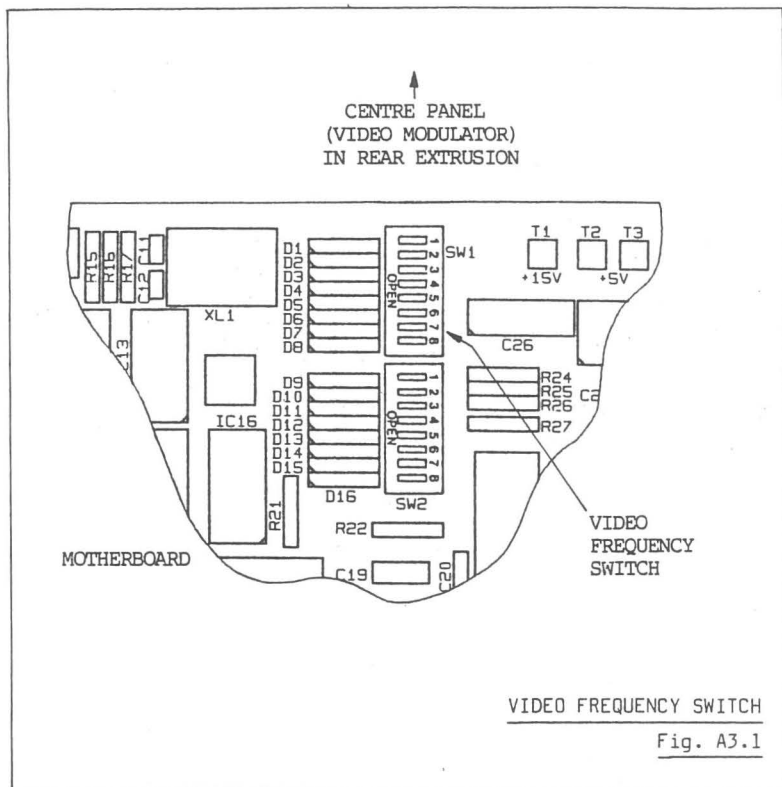 CENTRE PANEL
(VIDEO MODULATOR)
IN REAR EXTRUSION
R15
R16
R17
C11
C12
XL1
D1
D2
D3
D4
D5
D6
D7
D8
OPEN
1
2
3
4
5
6
7
8
SW1
T1
T2
T3
+15V
+5V
C26
C13
IC16
D9
D10
D11
D12
D13
D14
D15
D16
OPEN
1
2
3
4
5
6
7
8
SW2
R24
R25
R26
R27
C2
R21
R22
C19
C20
MOTHERBOARD
VIDEO
FREQUENCY
SWITCH
VIDEO FREQUENCY SWITCH
Fig. A3.1